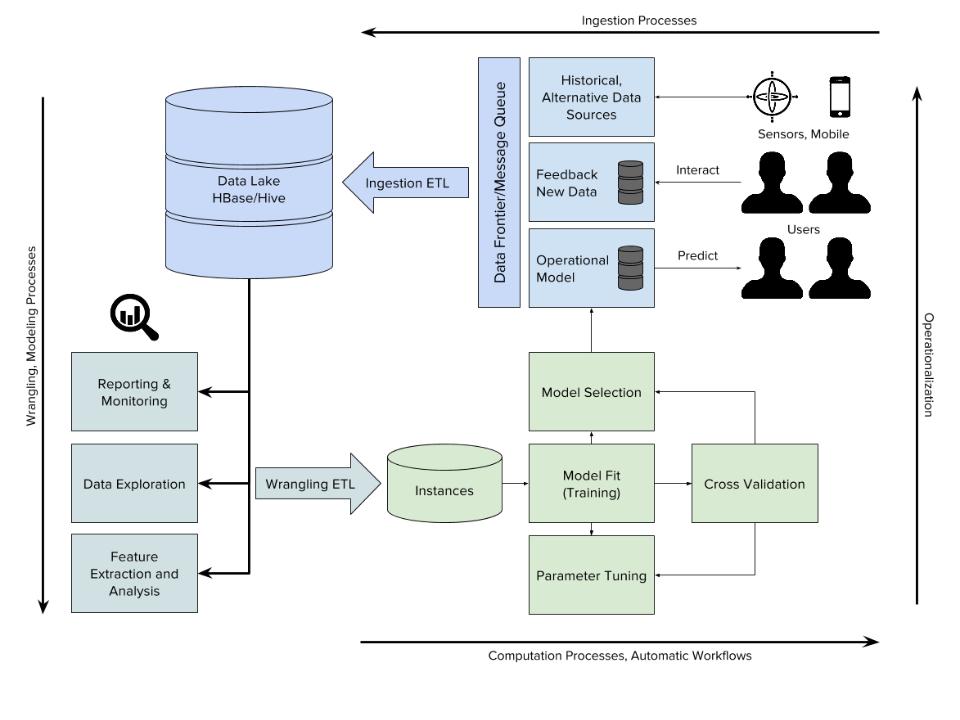 Ingestion Processes
Historical,
Alternative Data
Sources
Sensors, Mobile
Data Frontier/Message Queue
Data Lake
HBase/Hive
Ingestion ETL
Feedback
New Data
Interact
Users
Operational
Model
Predict
Wrangling, Modeling Processes
Operationalization
Reporting &
Monitoring
Model Selection
Data Exploration
Wrangling ETL
Instances
Model Fit
(Training)
Cross Validation
Feature
Extraction and
Analysis
Parameter Tuning
Computation Processes, Automatic Workflows